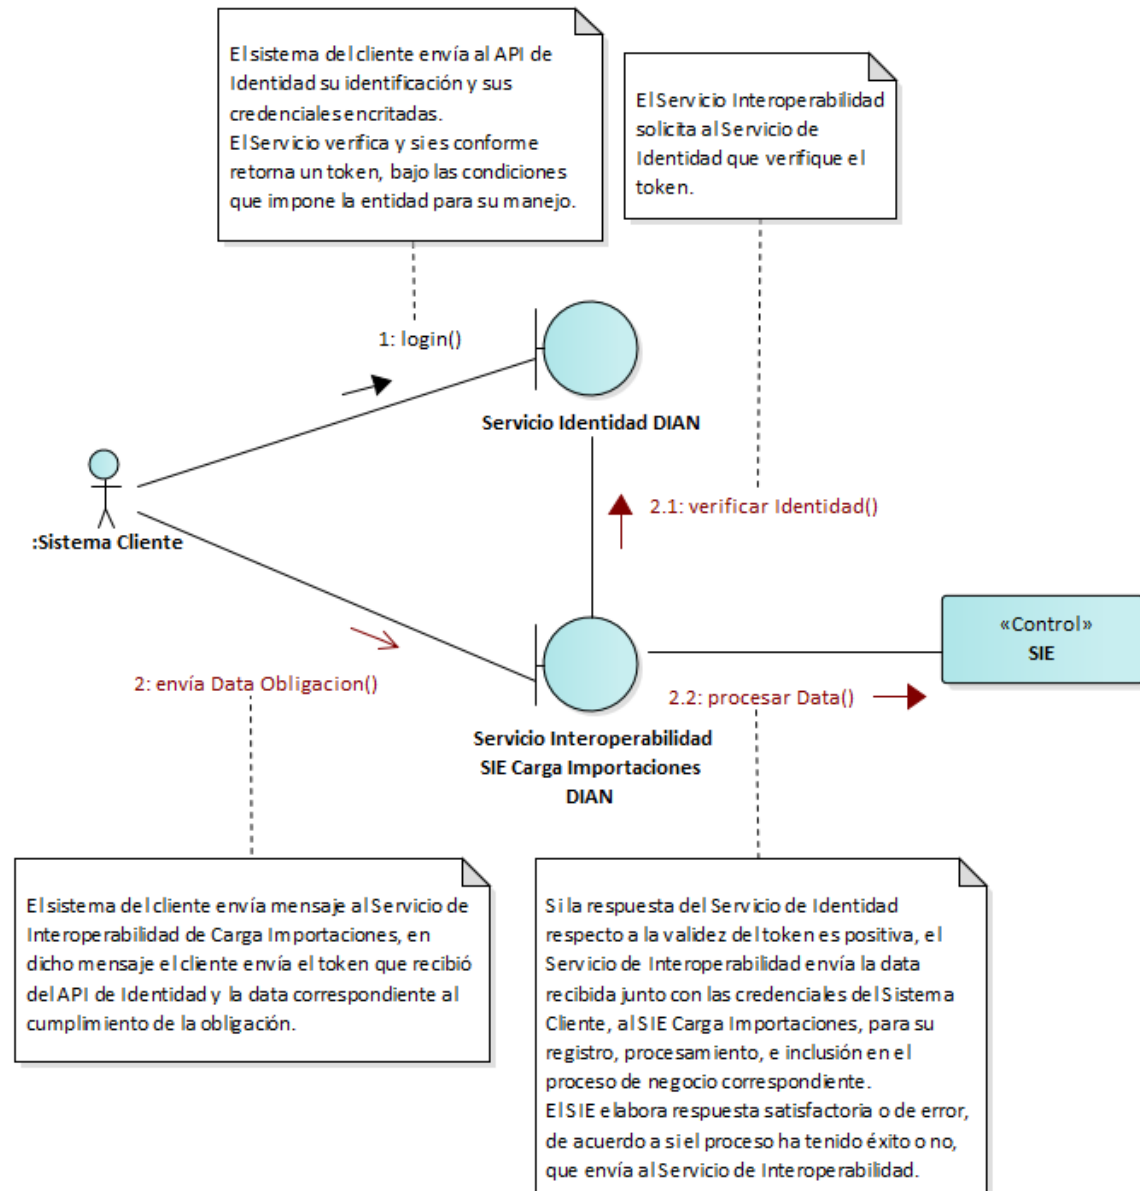 El sistema del cliente envía al API de
Identidad su identificación y sus
credenciales encritadas.
El Servicio verifica y si es conforme
retorna un token, bajo las condiciones
que impone la entidad para su manejo.
El Servicio Interoperabilidad
solicita al Servicio de
Identidad que verifique el
token.
1: login()
Servicio Identidad DIAN
2.1: verificar Identidad()
:Sistema Cliente
«Control»
SIE
2: envía Data Obligacion()
2.2: procesar Data()
Servicio Interoperabilidad
SIE Carga Importaciones
DIAN
El sistema del cliente envía mensaje al Servicio de
Interoperabilidad de Carga Importaciones, en
dicho mensaje el cliente envía el token que recibió
del API de Identidad y la data correspondiente al
cumplimiento de la obligación.
Si la respuesta del Servicio de Identidad
respecto a la validez del token es positiva, el
Servicio de Interoperabilidad envía la data
recibida junto con las credenciales del Sistema
Cliente, al SIE Carga Importaciones, para su
registro, procesamiento, e inclusión en el
proceso de negocio correspondiente.
El SIE elabora respuesta satisfactoria o de error,
de acuerdo a si el proceso ha tenido éxito o no,
que envía al Servicio de Interoperabilidad.